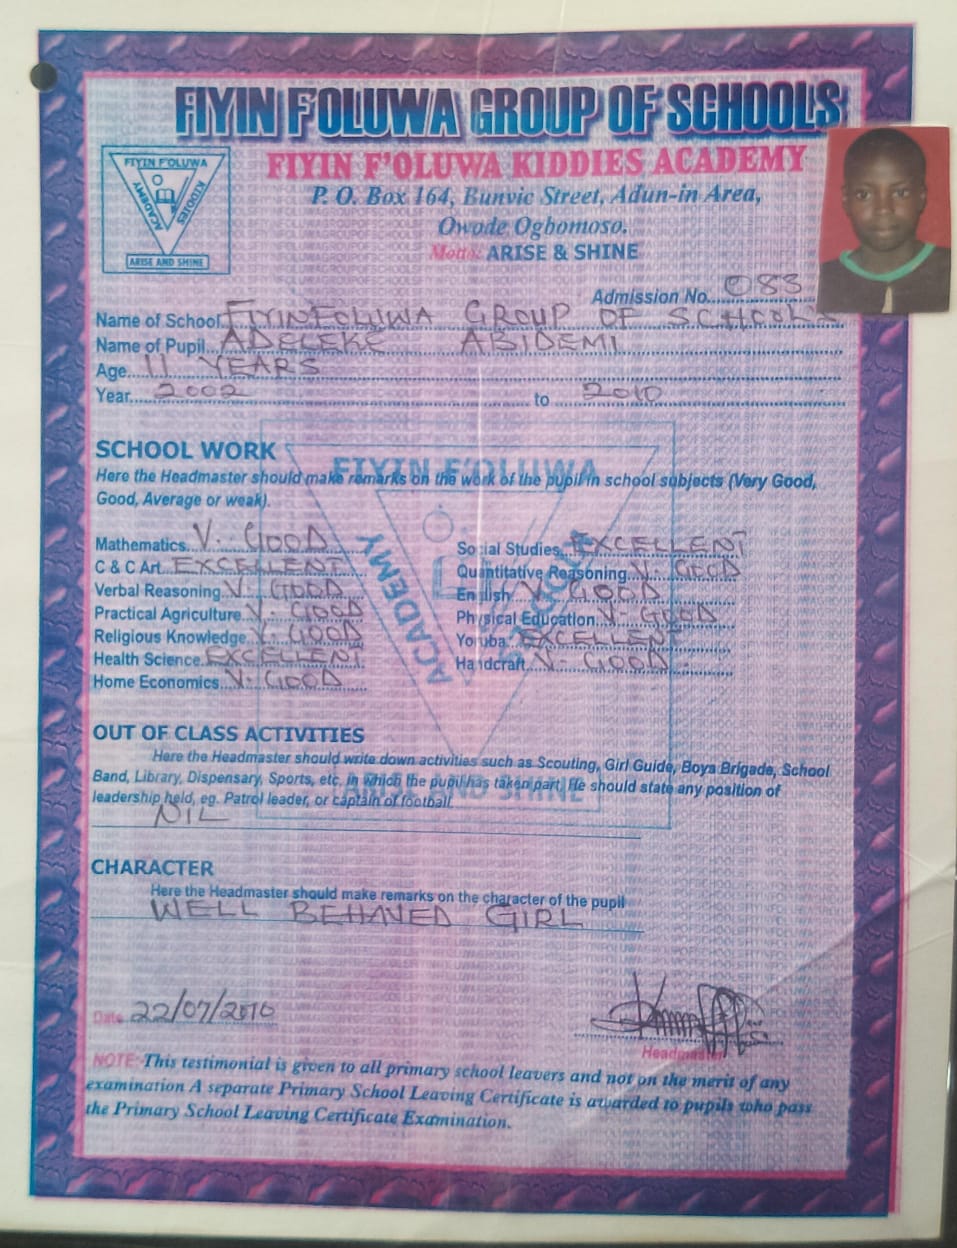 FIYIN F'OLUWA GROUP OF SCHOOLS
FIYIN F'OLUWA KIDDIES ACADEMY
P. O. Box 164, Bunvic Street, Adun-in Area,
Owode Ogbomoso.
Motto: ARISE & SHINE
FIYIN F'OLUWA
KIDDIES
ACADEMY
ARISE AND SHINE
Admission No. 083
Name of School FIYINFOLUWA GROUP OF SCHOOLS
Name of Pupil ADELEKE ABIDEMI
Age 11 YEARS
Year 2002 to 2010
SCHOOL WORK
Here the Headmaster should make remarks on the work of the pupil in school subjects (Very Good,
Good, Average or weak).
Mathematics V. GOOD
Social Studies EXCELLENT
C & C Art EXCELLENT
Quantitative Reasoning V. GOOD
Verbal Reasoning V. GOOD
English V. GOOD
Practical Agriculture V. GOOD
Physical Education V. GOOD
Religious Knowledge V. GOOD
Yoruba EXCELLENT
Health Science EXCELLENT
Handcraft V. GOOD
Home Economics V. GOOD
FIYIN F'OLUWA
ACADEMY
OUT OF CLASS ACTIVITIES
Here the Headmaster should write down activities such as Scouting, Girl Guide, Boys Brigade, School
Band, Library, Dispensary, Sports, etc. in which the pupil has taken part. He should state any position of
leadership held, eg. Patrol leader, or captain of football.
NIL
CHARACTER
Here the Headmaster should make remarks on the character of the pupil
WELL BEHAVED GIRL
Date 22/07/2010
Headmaster
NOTE: This testimonial is given to all primary school leavers and not on the merit of any
examination A separate Primary School Leaving Certificate is awarded to pupils who pass
the Primary School Leaving Certificate Examination.